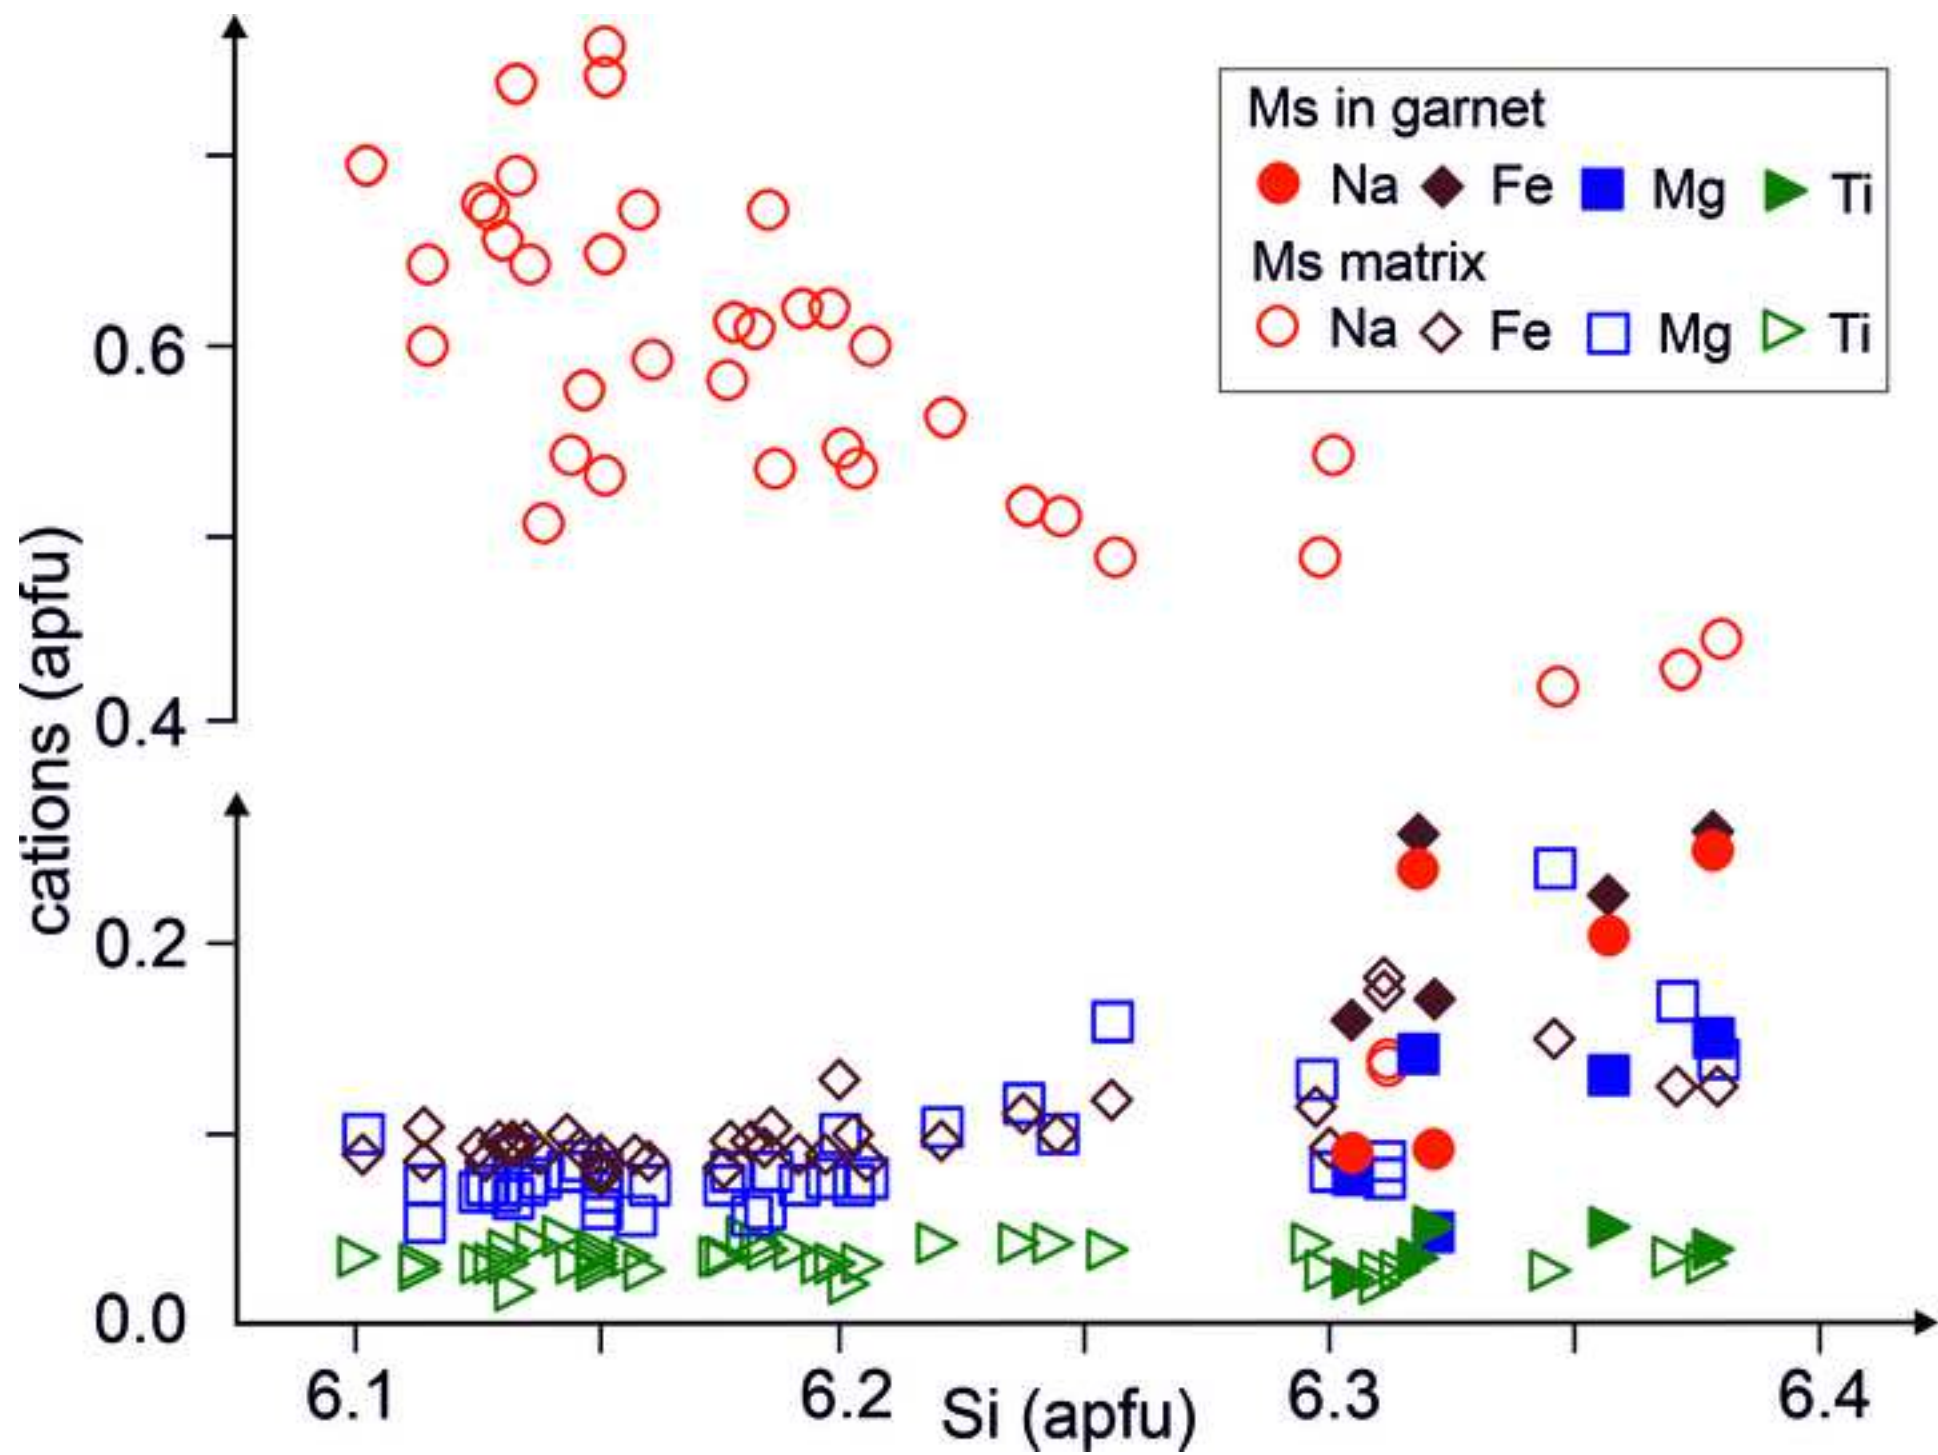 Ms in garnet
Na Fe Mg Ti
Ms matrix
Na Fe Mg Ti
cations (apfu)
0.6
0.4
0.2
0.0
6.1 6.2 6.3 6.4
Si (apfu)